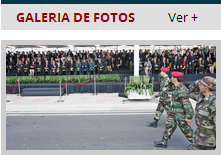 GALERIA DE FOTOS Ver +